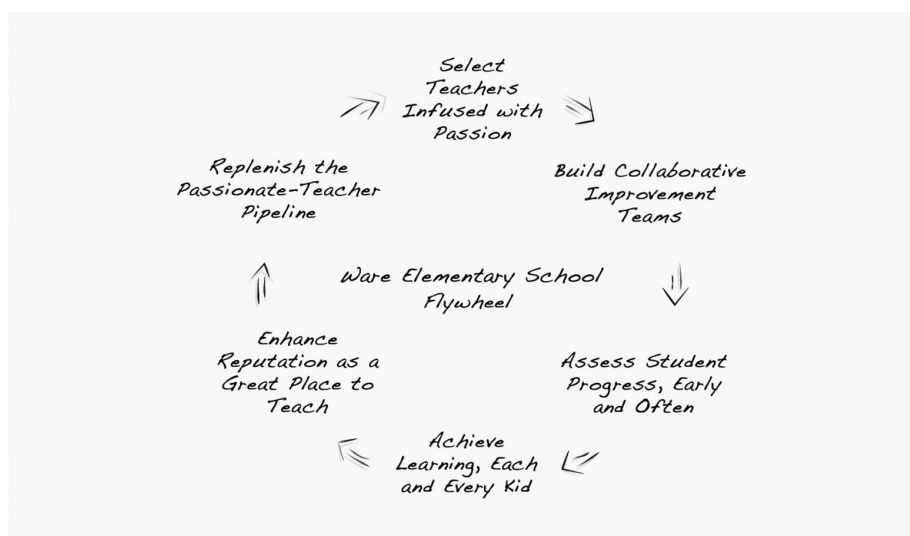 Select
Teachers
Infused with
Passion
Build Collaborative
Improvement
Teams
Assess Student
Progress, Early
and Often
Achieve
Learning, Each
and Every Kid
Enhance
Reputation as a
Great Place to
Teach
Replenish the
Passionate-Teacher
Pipeline
Ware Elementary School
Flywheel